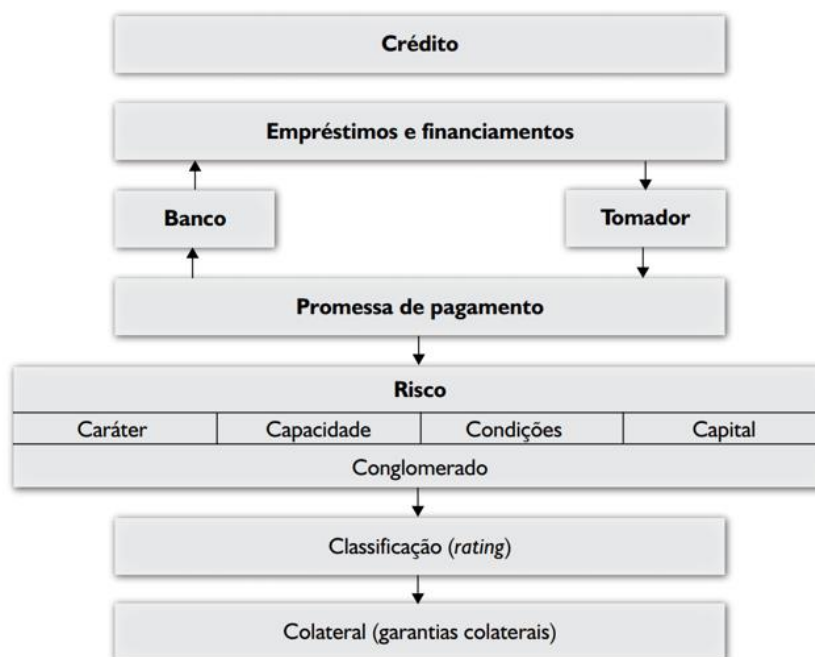 Crédito
Empréstimos e financiamentos
Banco
Tomador
Promessa de pagamento
Risco
Caráter
Capacidade
Condições
Capital
Conglomerado
Classificação (rating)
Colateral (garantias colaterais)